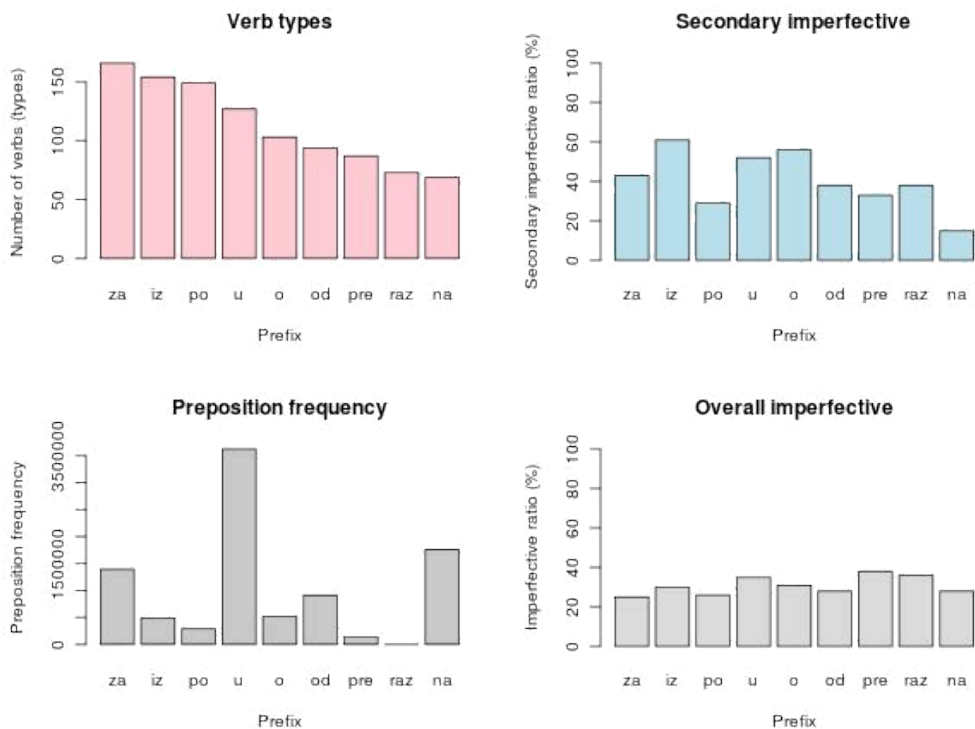 Verb types
Number of verbs (types)
0 50 100 150
za iz po u o od pre raz na
Prefix
Secondary imperfective
Secondary imperfective ratio (%)
0 20 40 60 80 100
za iz po u o od pre raz na
Prefix
Preposition frequency
Preposition frequency
0 1500000 3500000
za iz po u o od pre raz na
Prefix
Overall imperfective
Imperfective ratio (%)
0 20 40 60 80 100
za iz po u o od pre raz na
Prefix